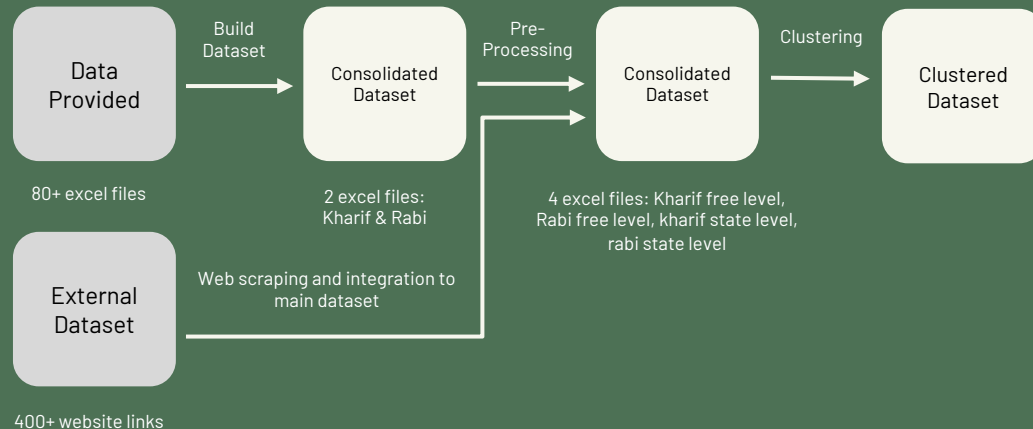 Data
Provided
Build
Dataset
Consolidated
Dataset
Pre-
Processing
Consolidated
Dataset
Clustering
Clustered
Dataset
80+ excel files
2 excel files:
Kharif & Rabi
4 excel files: Kharif free level,
Rabi free level, kharif state level,
rabi state level
External
Dataset
Web scraping and integration to
main dataset
400+ website links